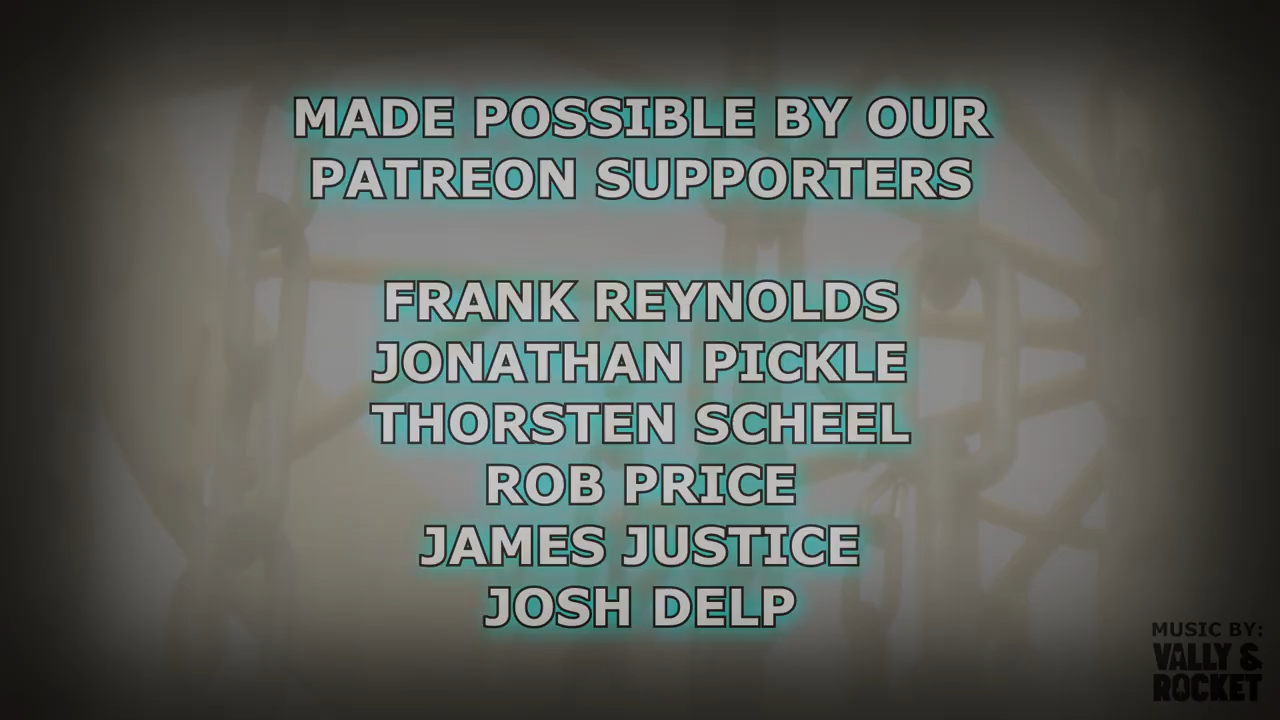 MADE POSSIBLE BY OUR
PATREON SUPPORTERS
FRANK REYNOLDS
JONATHAN PICKLE
THORSTEN SCHEEL
ROB PRICE
JAMES JUSTICE
JOSH DELP
MUSIC BY:
VALLY &
ROCKET